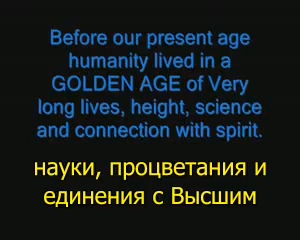 Before our present age
humanity lived in a
GOLDEN AGE of Very
long lives, height, science
and connection with spirit.
науки, процветания и
единения с Высшим